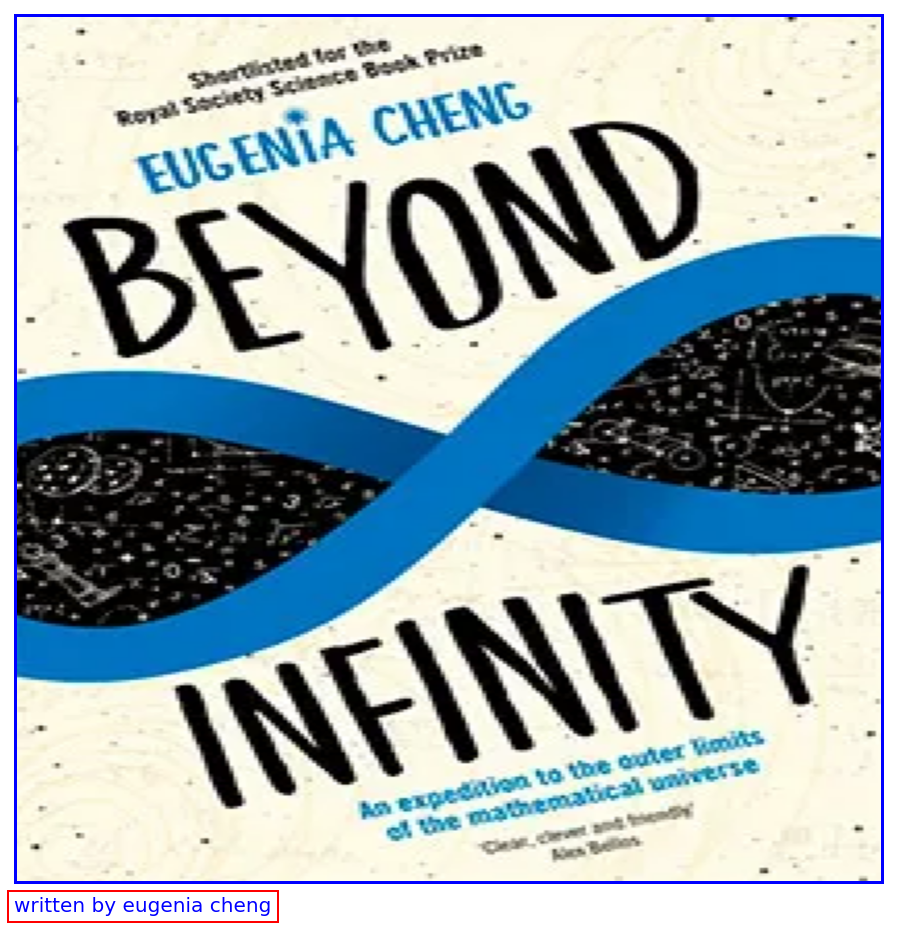 Shortlisted for the
Royal Society Science Book Prize
EUGENiA CHENG
BEYOND
INFINITY
An expedition to the outer limits
of the mathematical universe
'Clear, clever and friendly'
Alex Bellos
written by eugenia cheng